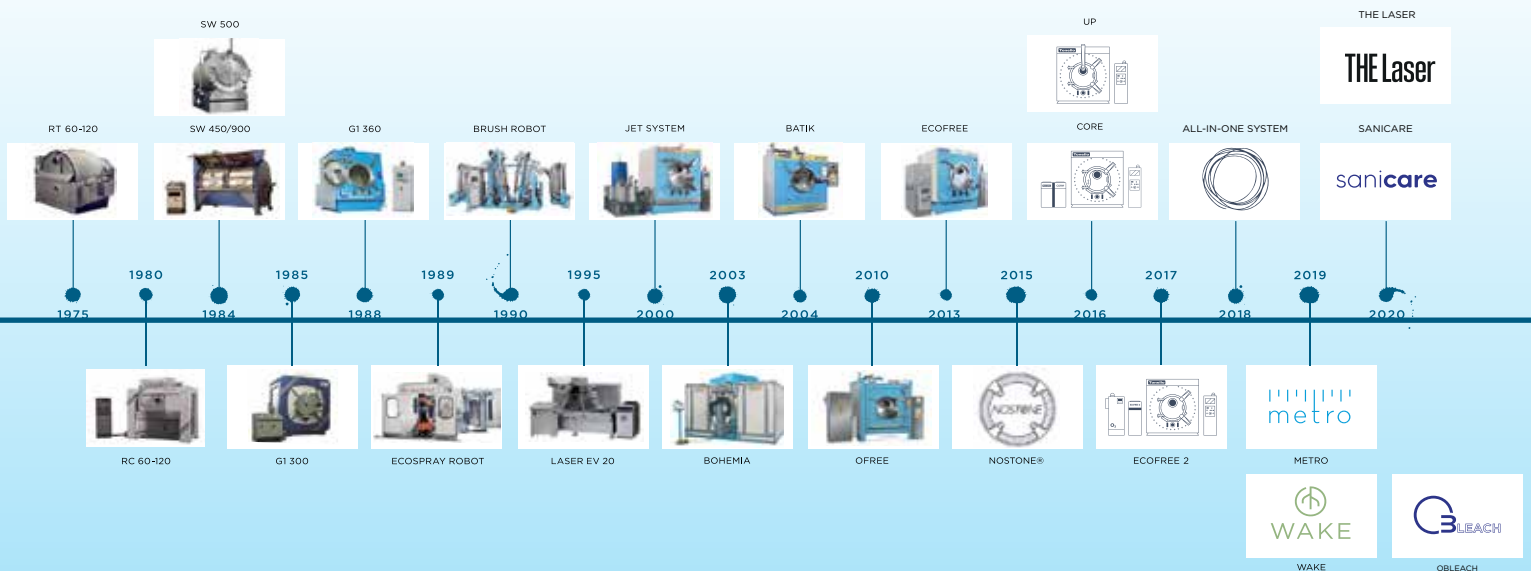 SW 500
UP
THE LASER
THE Laser
RT 60-120
SW 450/900
G1 360
BRUSH ROBOT
JET SYSTEM
BATIK
ECOFREE
CORE
ALL-IN-ONE SYSTEM
SANICARE
sanicare
1980
1985
1989
1995
2003
2010
2015
2017
2019
1975
1984
1988
1990
2000
2004
2013
2016
2018
2020
NOSTONE
metro
RC 60-120
G1 300
ECOSPRAY ROBOT
LASER EV 20
BOHEMIA
OFREE
NOSTONE®
ECOFREE 2
METRO
WAKE
OBLEACH
WAKE
OBLEACH